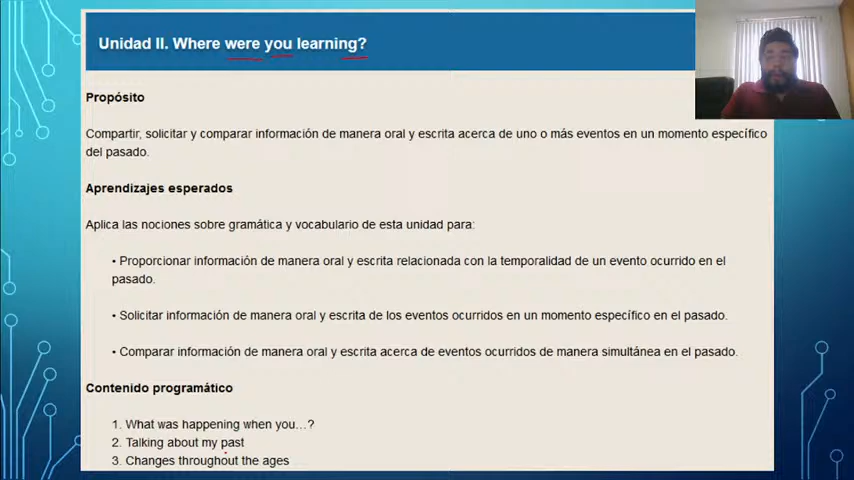 Unidad II. Where were you learning?
Propósito
Compartir, solicitar y comparar información de manera oral y escrita acerca de uno o más eventos en un momento específico
del pasado.
Aprendizajes esperados
Aplica las nociones sobre gramática y vocabulario de esta unidad para:
• Proporcionar información de manera oral y escrita relacionada con la temporalidad de un evento ocurrido en el
pasado.
• Solicitar información de manera oral y escrita de los eventos ocurridos en un momento específico en el pasado.
• Comparar información de manera oral y escrita acerca de eventos ocurridos de manera simultánea en el pasado.
Contenido programático
1. What was happening when you…?
2. Talking about my past
3. Changes throughout the ages